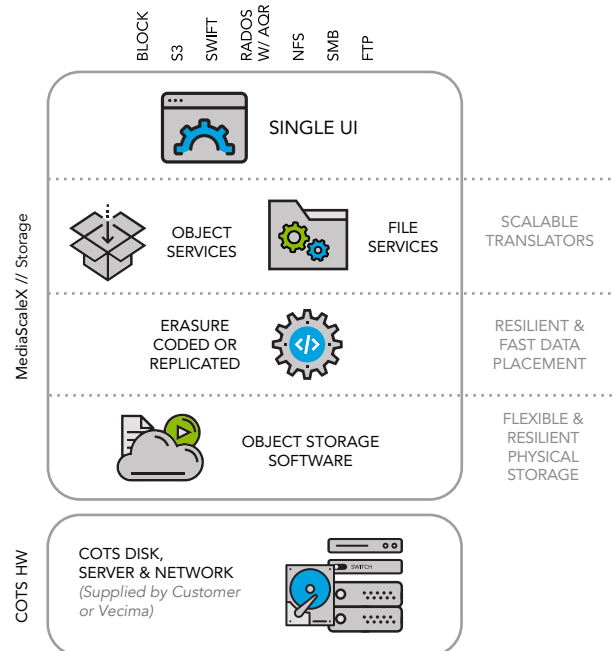 BLOCK
S3
SWIFT
RADOS
W/ AQR
NFS
SMB
FTP
MediaScaleX // Storage
SINGLE UI
OBJECT
SERVICES
FILE
SERVICES
SCALABLE
TRANSLATORS
ERASURE
CODED OR
REPLICATED
</>
RESILIENT &
FAST DATA
PLACEMENT
OBJECT STORAGE
SOFTWARE
FLEXIBLE &
RESILIENT
PHYSICAL
STORAGE
COTS HW
COTS DISK,
SERVER & NETWORK
(Supplied by Customer
or Vecima)
SWITCH